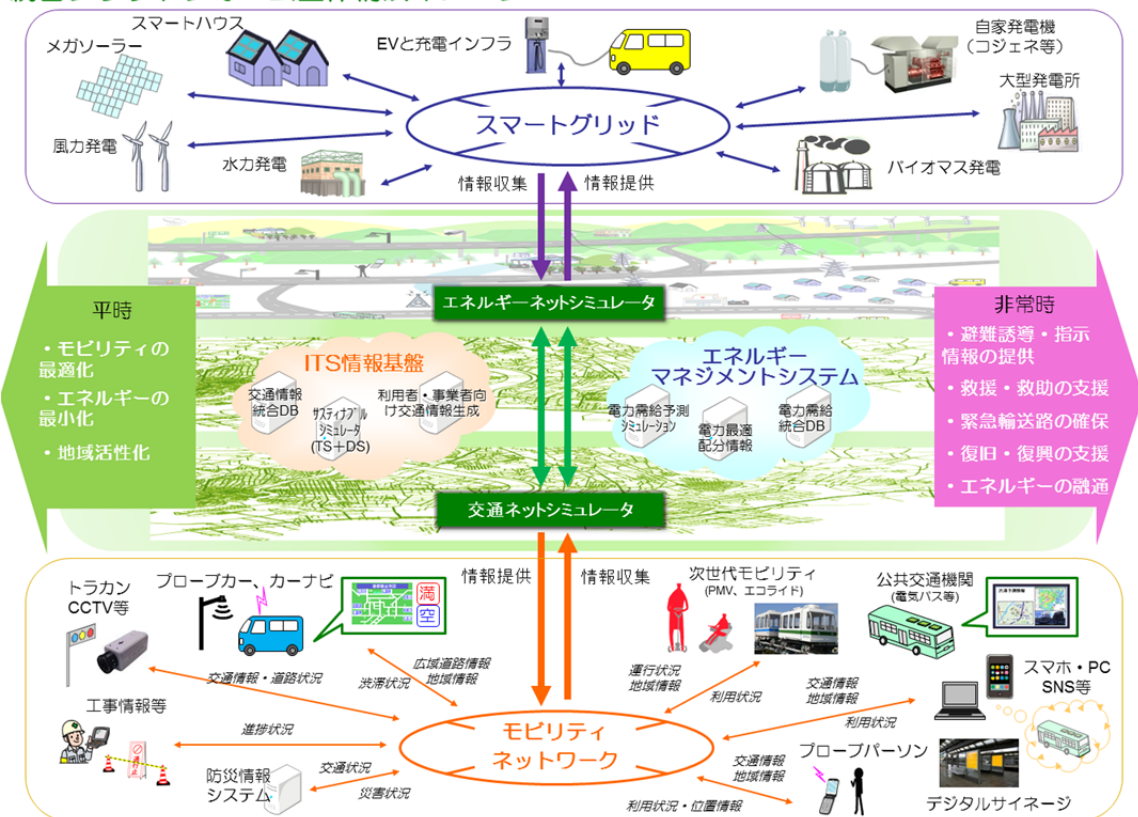 スマートハウス
メガソーラー
EVと充電インフラ
自家発電機
(コジェネ等)
大型発電所
スマートグリッド
風力発電
水力発電
バイオマス発電
情報収集
情報提供
エネルギーネットシミュレータ
平時
・モビリティの
最適化
・エネルギーの
最小化
・地域活性化
非常時
・避難誘導・指示
情報の提供
・救援・救助の支援
・緊急輸送路の確保
・復旧・復興の支援
・エネルギーの融通
ITS情報基盤
交通情報
統合DB
サスティナブル
シミュレータ
(TS+DS)
利用者・事業者向
け交通情報生成
エネルギー
マネジメントシステム
電力需給予測
シミュレーション
電力最適
配分情報
電力需給
統合DB
交通ネットシミュレータ
情報提供
情報収集
トラカン
CCTV等
プローブカー、カーナビ
満
空
次世代モビリティ
(PMV、エコライド)
公共交通機関
(電気バス等)
スマホ・PC
SNS等
交通情報・道路状況
渋滞状況
広域道路情報
地域情報
運行状況
地域情報
利用状況
交通情報
地域情報
利用状況
工事情報等
進捗状況
モビリティ
ネットワーク
防災情報
システム
交通状況
災害状況
交通情報
地域情報
利用状況・位置情報
プローブパーソン
デジタルサイネージ